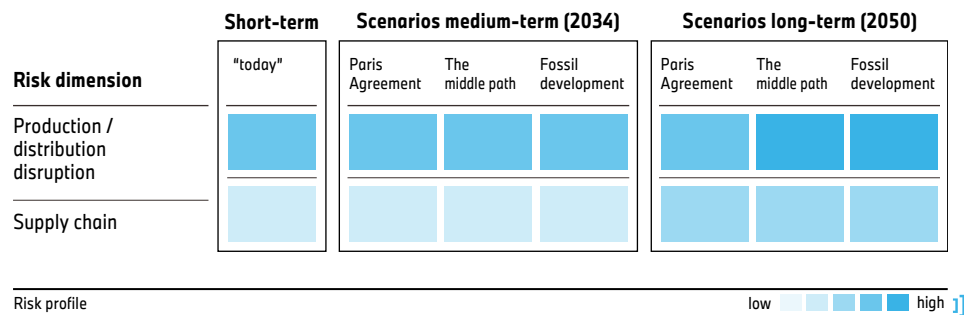 Short-term Scenarios medium-term (2034) Scenarios long-term (2050)
Risk dimension
"today"
Paris Agreement
The middle path
Fossil development
Paris Agreement
The middle path
Fossil development
Production /
distribution
disruption
Supply chain
Risk profile
low
high